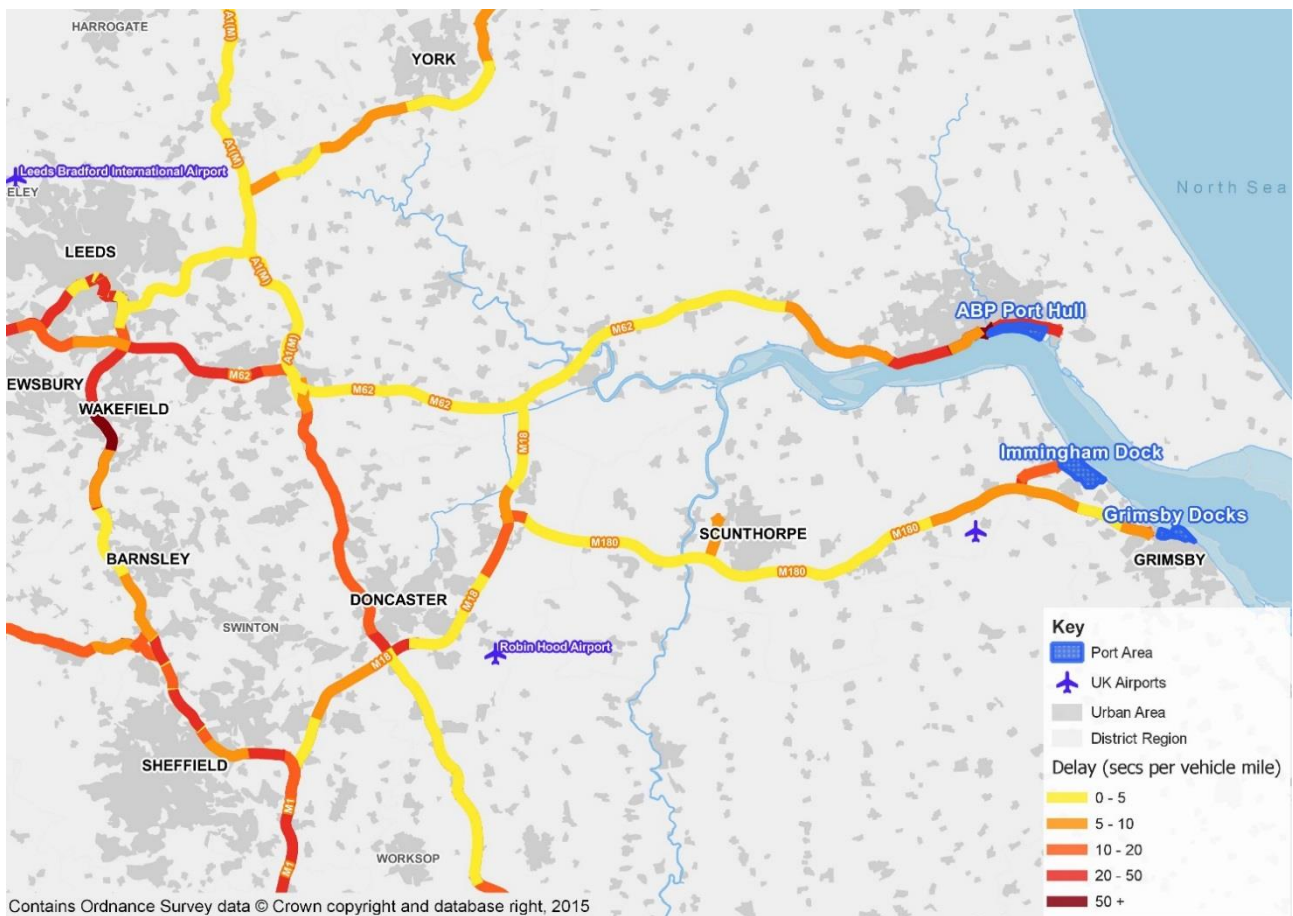 HARROGATE
A1(M)
YORK
A1(M)
Leeds Bradford International Airport
ELEY
North Sea
LEEDS
A1(M)
ABP Port Hull
M62
A1(M)
M62
EWSBURY
M62
M62
WAKEFIELD
M18
Immingham Dock
Grimsby Docks
SCUNTHORPE
M180
M180
BARNSLEY
M180
GRIMSBY
DONCASTER
M18
SWINTON
Robin Hood Airport
M18
SHEFFIELD
M1
WORKSOP
M1
Key
Port Area
UK Airports
Urban Area
District Region
Delay (secs per vehicle mile)
0 - 5
5 - 10
10 - 20
20 - 50
50 +
Contains Ordnance Survey data © Crown copyright and database right, 2015